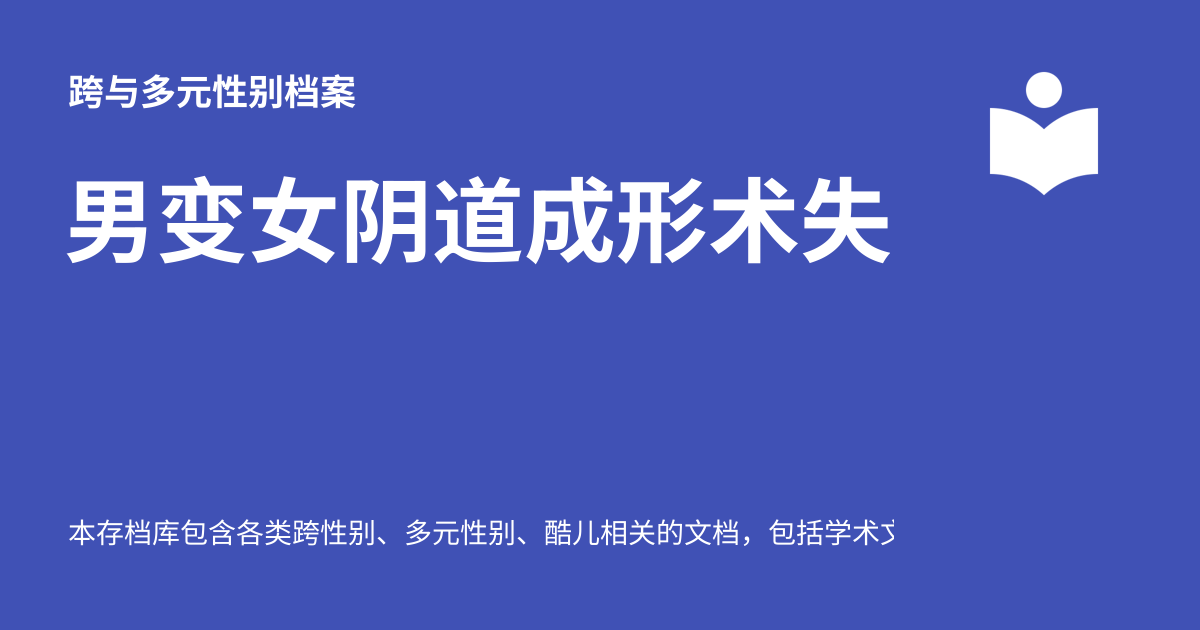 跨与多元性别档案
男变女阴道成形术失
本存档库包含各类跨性别、多元性别、酷儿相关的文档，包括学术